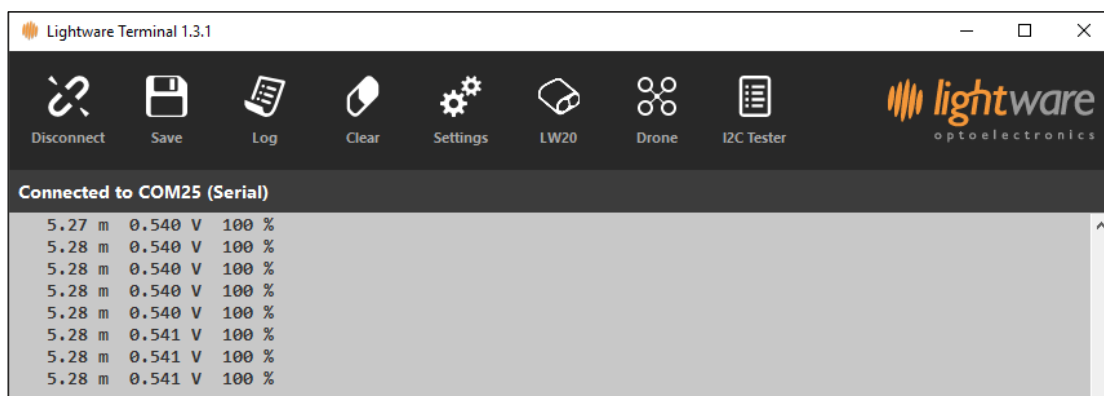 Lightware Terminal 1.3.1
Disconnect Save Log Clear Settings LW20 Drone I2C Tester
lightware
optoelectronics
Connected to COM25 (Serial)
5.27 m 0.540 V 100 %
5.28 m 0.540 V 100 %
5.28 m 0.540 V 100 %
5.28 m 0.540 V 100 %
5.28 m 0.540 V 100 %
5.28 m 0.541 V 100 %
5.28 m 0.541 V 100 %
5.28 m 0.541 V 100 %